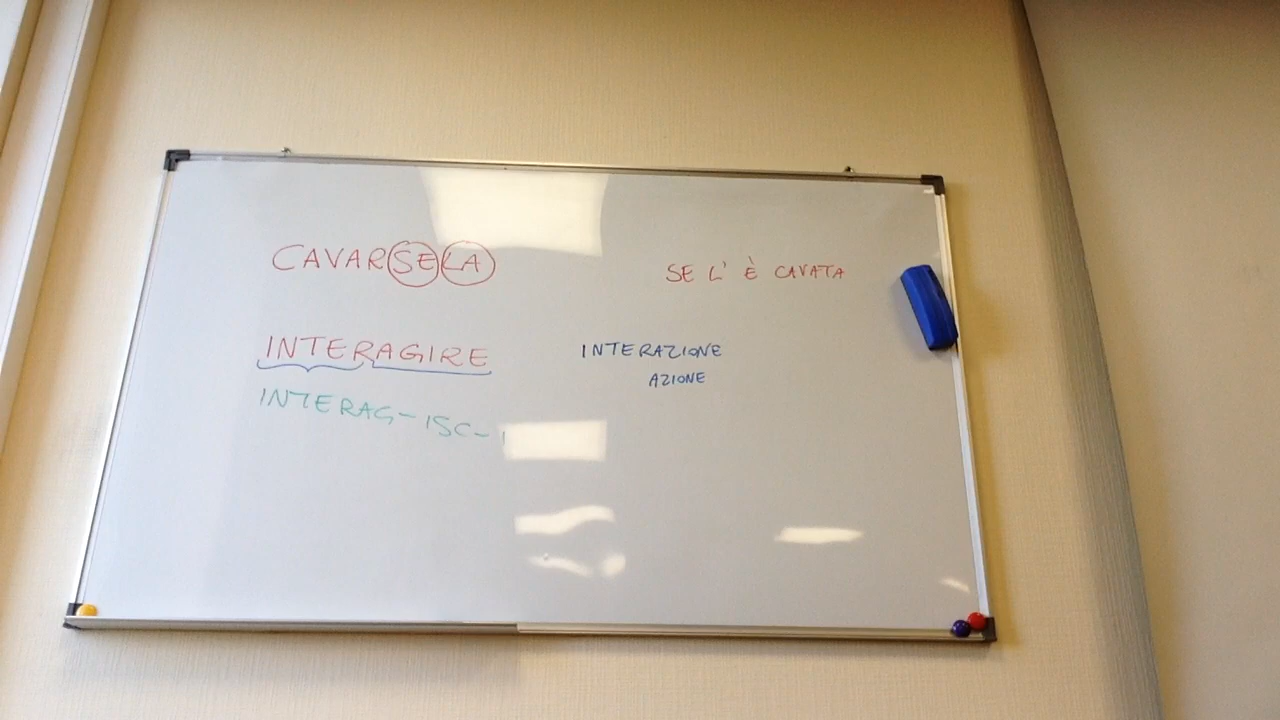 CAVARSELA
SE L' È CAVATA
INTERAGIRE
INTERAZIONE
AZIONE
INTERAG-ISC-I